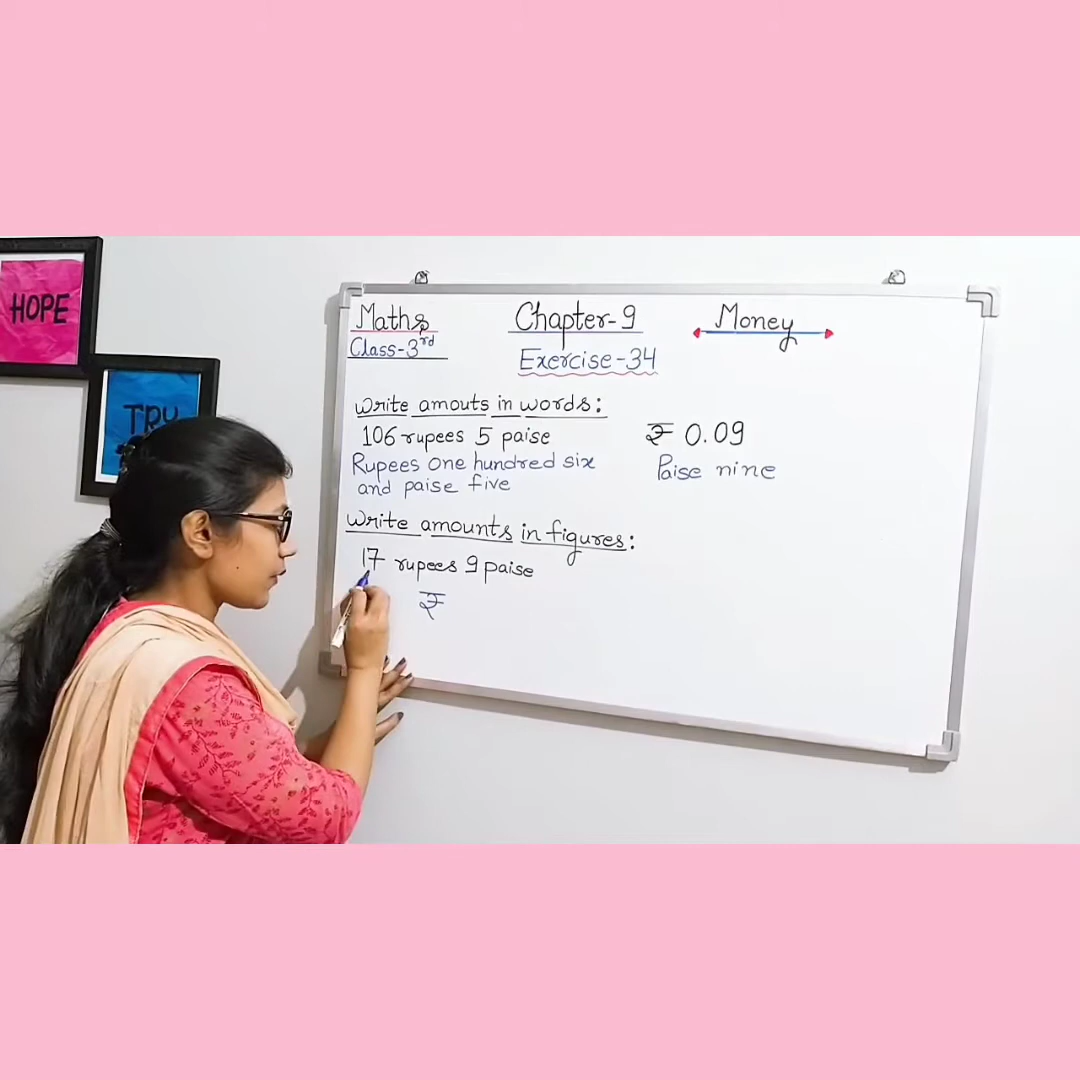 HOPE
TRY
Maths
Class-3rd
Chapter-9
Exercise-34
Money
Write amouts in words:
106 rupees 5 paise
Rupees one hundred six
and paise five
₹ 0.09
Paise nine
Write amounts in figures:
17 rupees 9 paise
₹